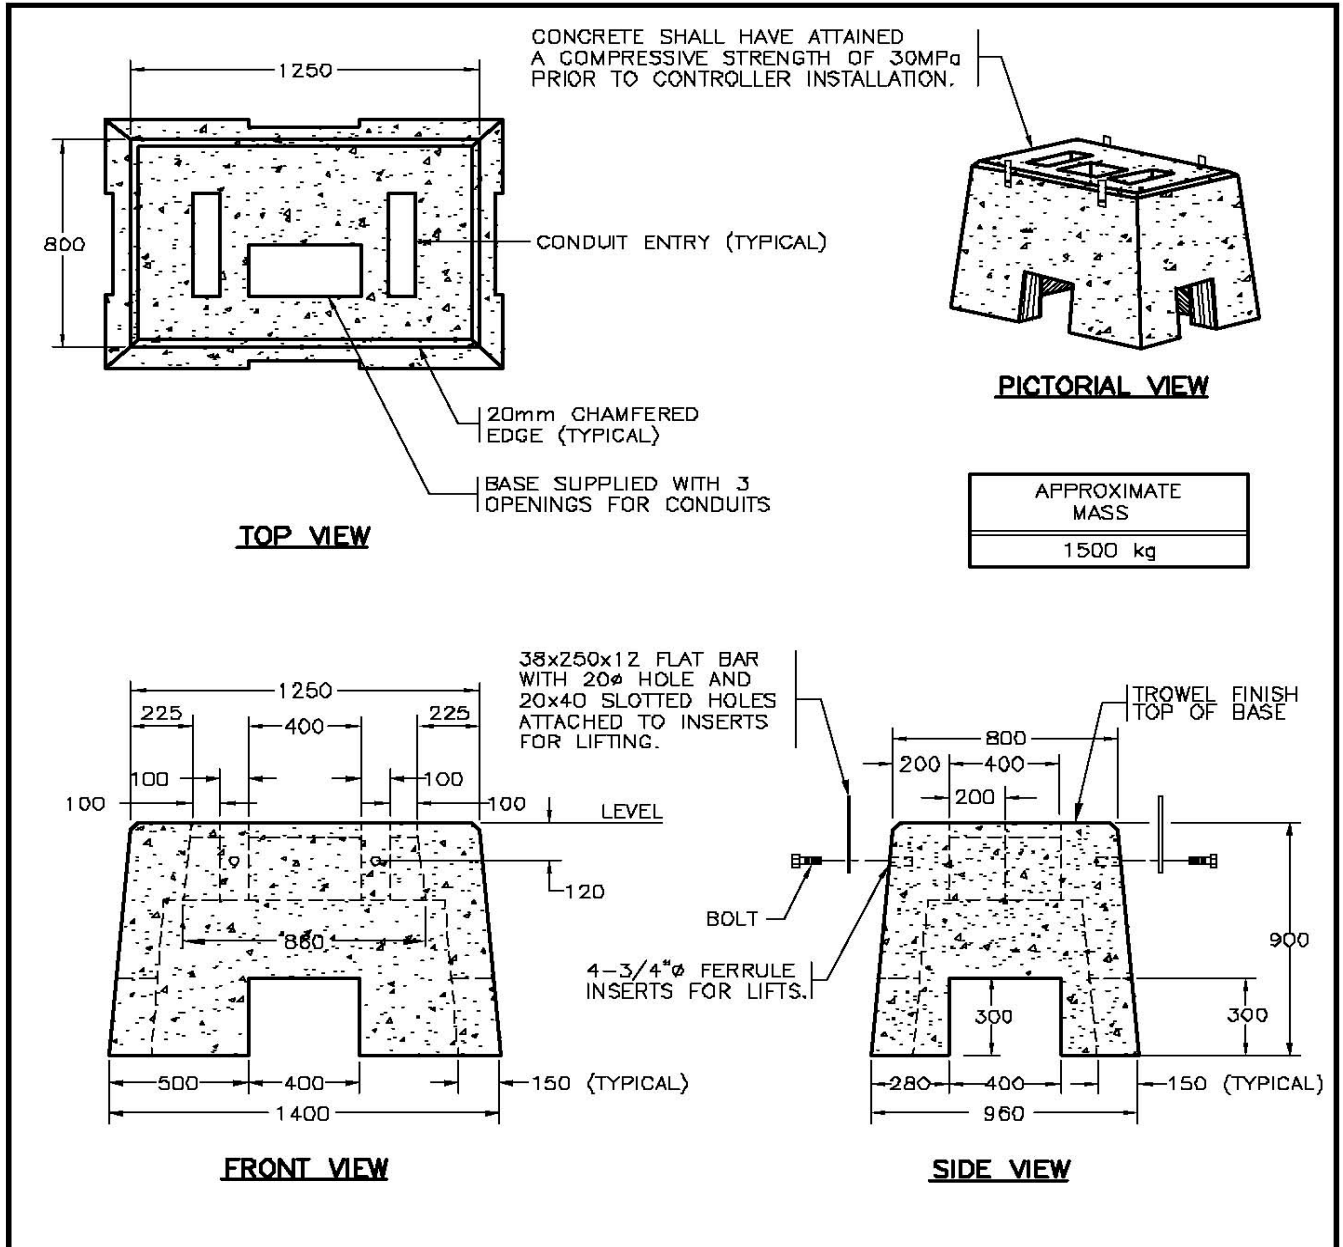 CONCRETE SHALL HAVE ATTAINED
A COMPRESSIVE STRENGTH OF 30MPa
PRIOR TO CONTROLLER INSTALLATION.
1250
800
CONDUIT ENTRY (TYPICAL)
20mm CHAMFERED
EDGE (TYPICAL)
BASE SUPPLIED WITH 3
OPENINGS FOR CONDUITS
TOP VIEW
PICTORIAL VIEW
APPROXIMATE
MASS
1500 kg
1250
225
400
225
100
100
100
100
LEVEL
120
860
500
400
150 (TYPICAL)
1400
FRONT VIEW
38x250x12 FLAT BAR
WITH 20ø HOLE AND
20x40 SLOTTED HOLES
ATTACHED TO INSERTS
FOR LIFTING.
TROWEL FINISH
TOP OF BASE
800
200
400
200
BOLT
4-3/4"ø FERRULE
INSERTS FOR LIFTS.
900
300
300
280
400
150 (TYPICAL)
960
SIDE VIEW